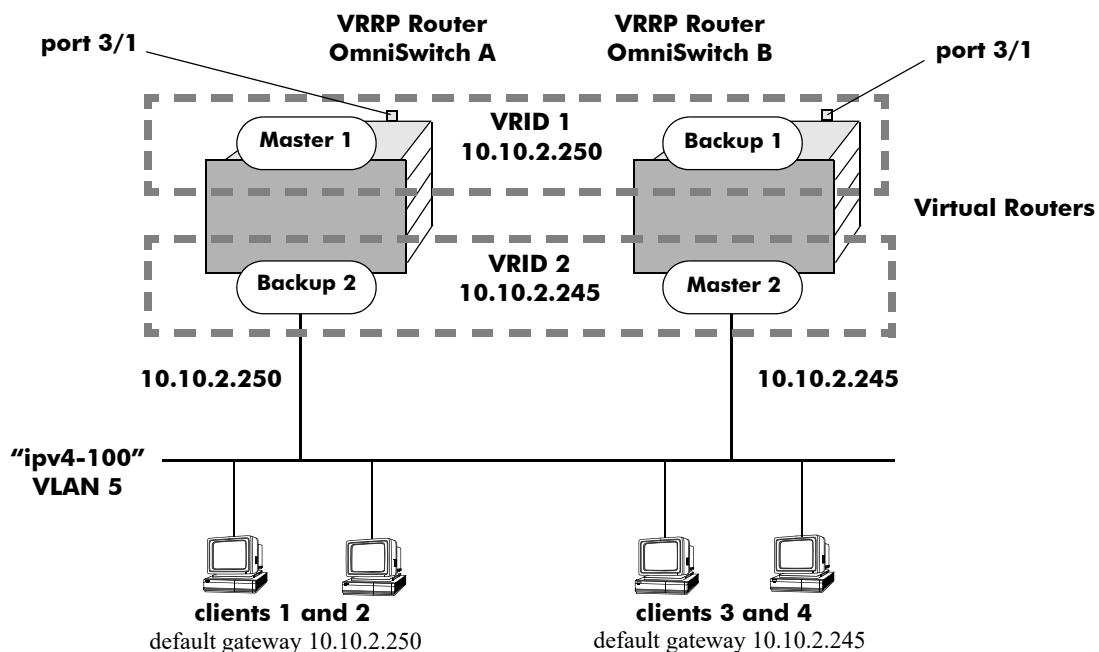 VRRP Router
OmniSwitch A
VRRP Router
OmniSwitch B
port 3/1
port 3/1
Master 1
VRID 1
10.10.2.250
Backup 1
Virtual Routers
Backup 2
VRID 2
10.10.2.245
Master 2
10.10.2.250
10.10.2.245
“ipv4-100”
VLAN 5
clients 1 and 2
default gateway 10.10.2.250
clients 3 and 4
default gateway 10.10.2.245